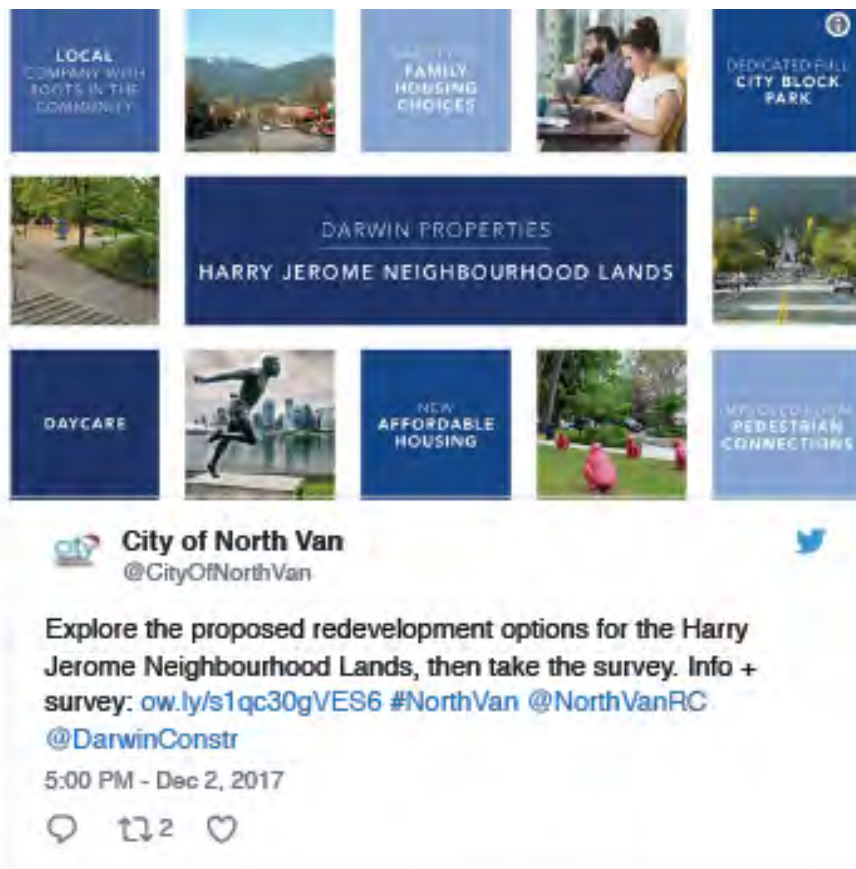 LOCAL
COMPANY WITH
ROOTS IN THE
COMMUNITY
FAMILY
HOUSING
CHOICES
DEDICATED FULL
CITY BLOCK
PARK
DARWIN PROPERTIES
HARRY JEROME NEIGHBOURHOOD LANDS
DAYCARE
NEW
AFFORDABLE
HOUSING
PEDESTRIAN
CONNECTIONS
city
City of North Van
@CityOfNorthVan
Explore the proposed redevelopment options for the Harry
Jerome Neighbourhood Lands, then take the survey. Info +
survey: ow.ly/s1qc30gVES6 #NorthVan @NorthVanRC
@DarwinConstr
5:00 PM - Dec 2, 2017
2